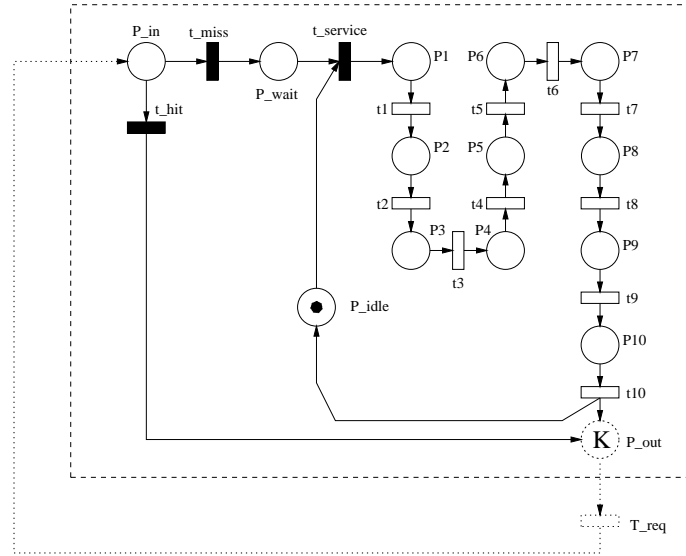 P_in
t_miss
t_service
P_wait
t_hit
P1
t1
P2
t2
P3
t3
P4
t4
P5
t5
P6
t6
P7
t7
P8
t8
P9
t9
P10
t10
P_idle
K
P_out
T_req